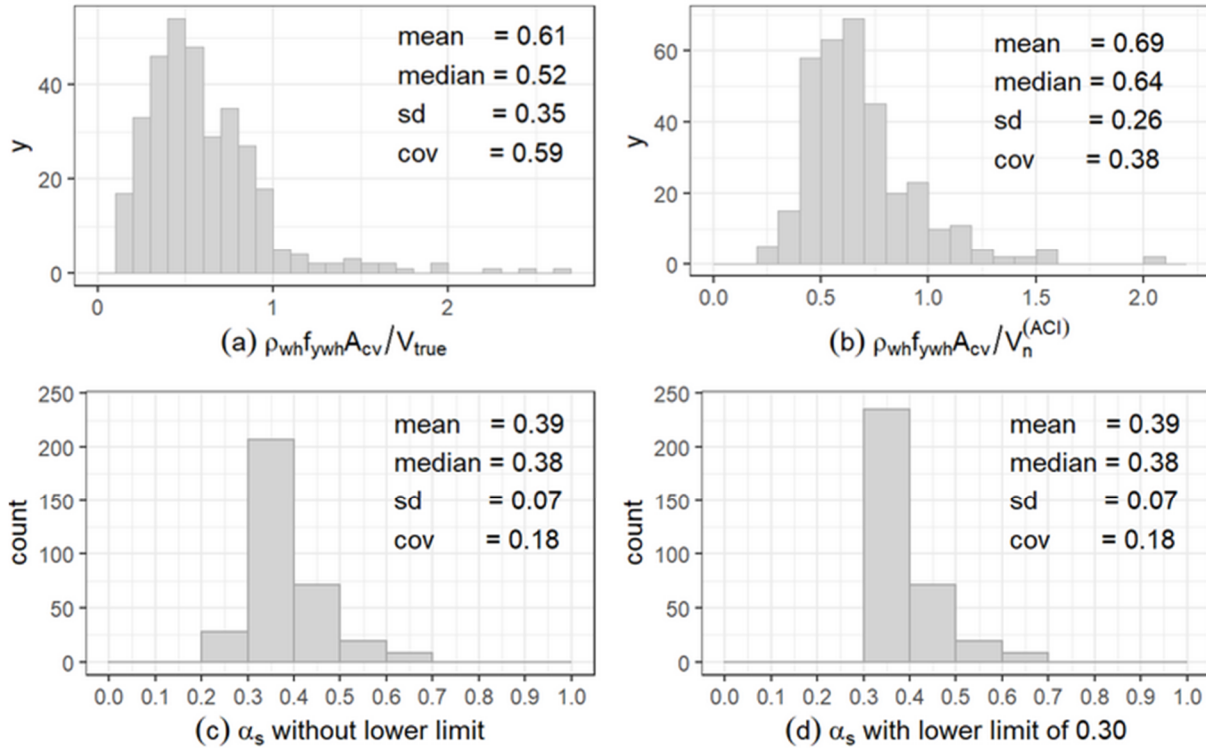 mean = 0.61
median = 0.52
sd = 0.35
cov = 0.59
y
40
20
0
0 1 2
(a) ρwhfywhAcv/Vtrue
mean = 0.69
median = 0.64
sd = 0.26
cov = 0.38
y
60
40
20
0
0.0 0.5 1.0 1.5 2.0
(b) ρwhfywhAcv/Vn(ACI)
mean = 0.39
median = 0.38
sd = 0.07
cov = 0.18
count
250
200
150
100
50
0
0.0 0.1 0.2 0.3 0.4 0.5 0.6 0.7 0.8 0.9 1.0
(c) αs without lower limit
mean = 0.39
median = 0.38
sd = 0.07
cov = 0.18
count
250
200
150
100
50
0
0.0 0.1 0.2 0.3 0.4 0.5 0.6 0.7 0.8 0.9 1.0
(d) αs with lower limit of 0.30